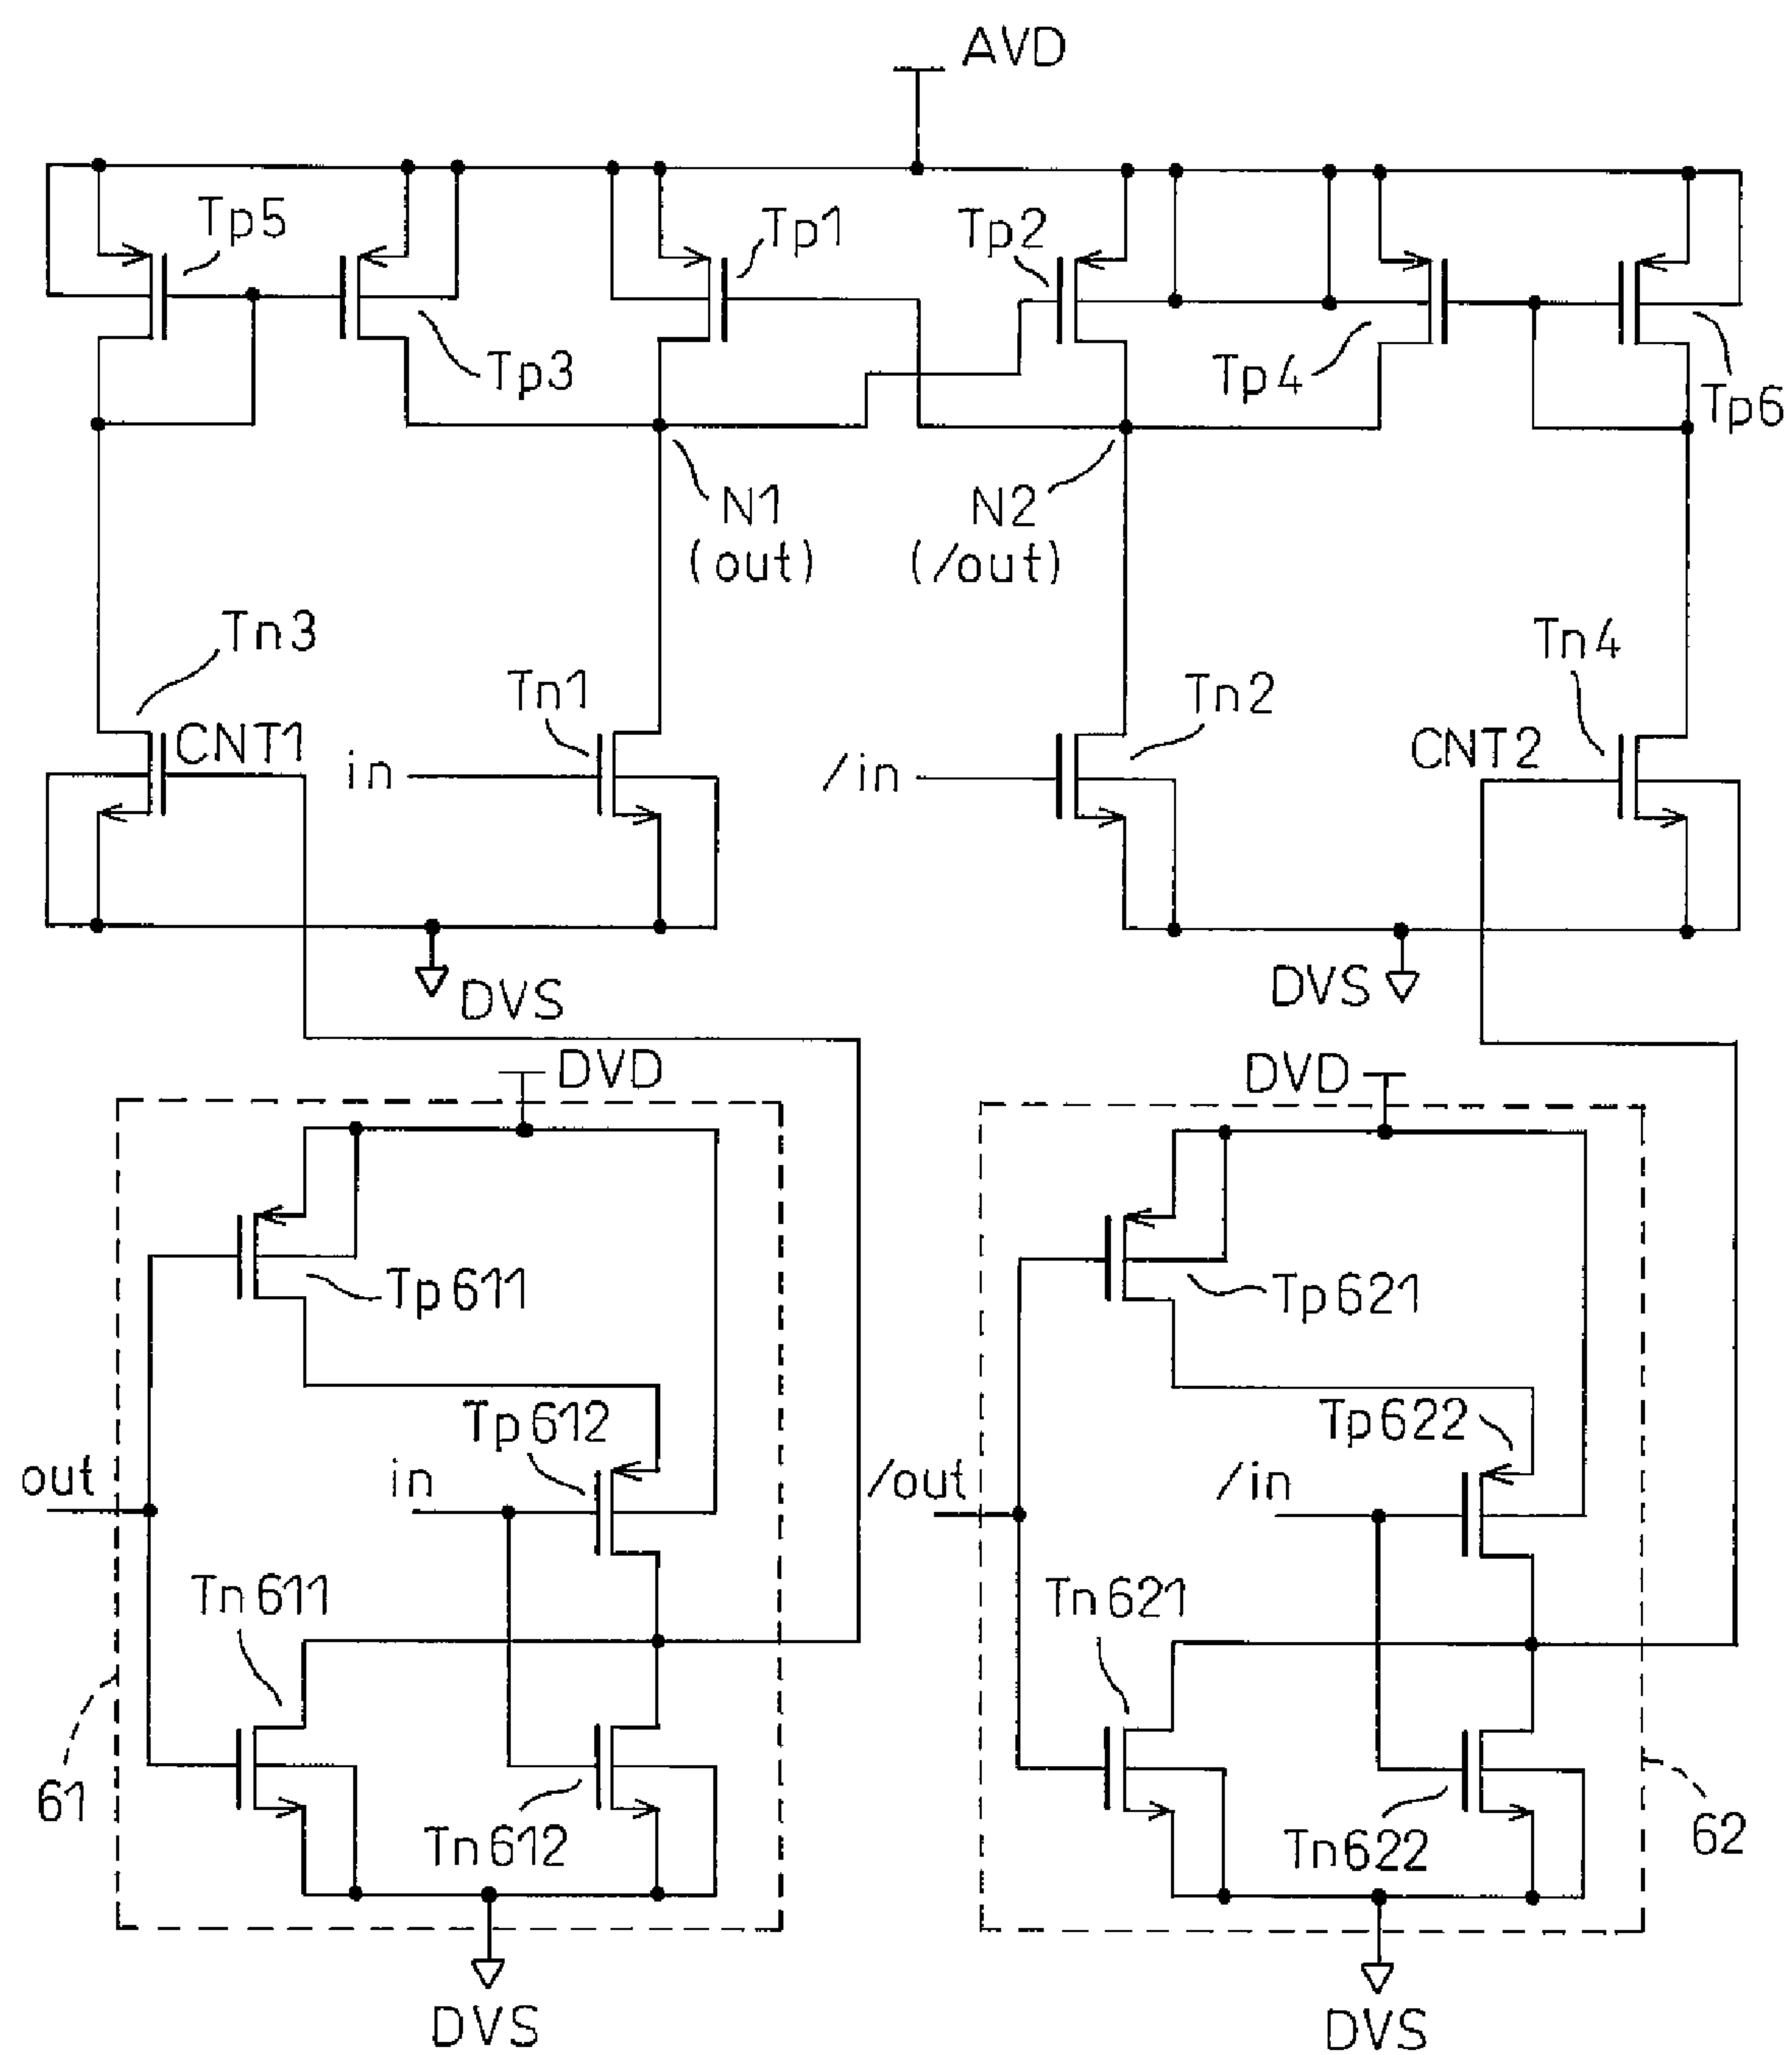 AVD
Tp5
Tp1
Tp2
Tp3
Tp4
Tp6
N1
(out)
N2
(/out)
Tn3
Tn1
Tn2
Tn4
CNT1
in
/in
CNT2
DVS
DVS
DVD
DVD
Tp611
Tp621
Tp612
Tp622
out
in
/out
/in
Tn611
Tn621
61
Tn612
Tn622
62
DVS
DVS